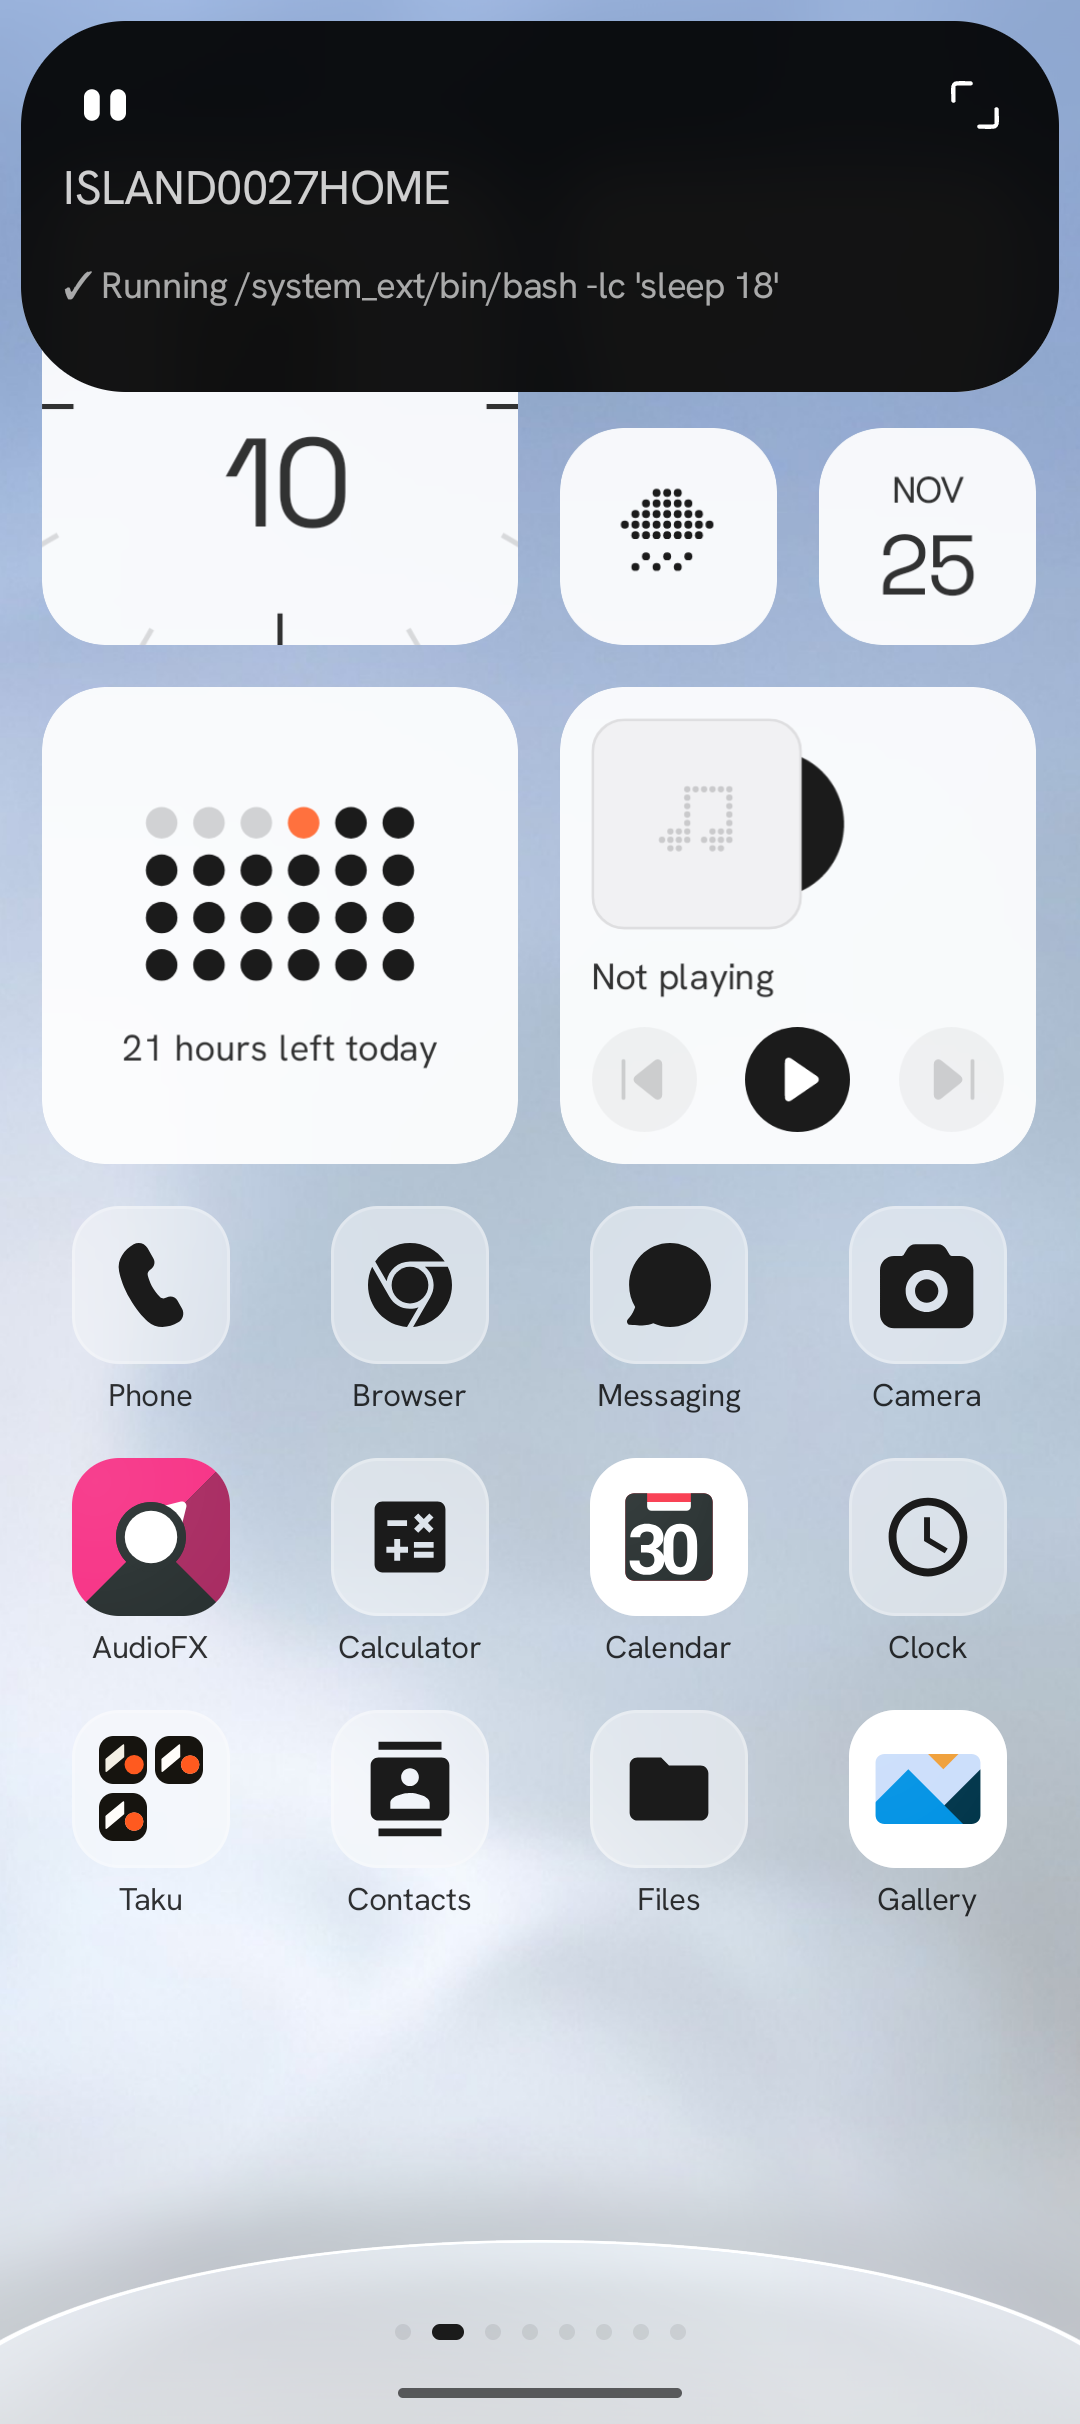 ISLAND0027HOME
✓ Running /system_ext/bin/bash -lc 'sleep 18'
10
NOV
25
21 hours left today
Not playing
Phone
Browser
Messaging
Camera
30
AudioFX
Calculator
Calendar
Clock
Taku
Contacts
Files
Gallery